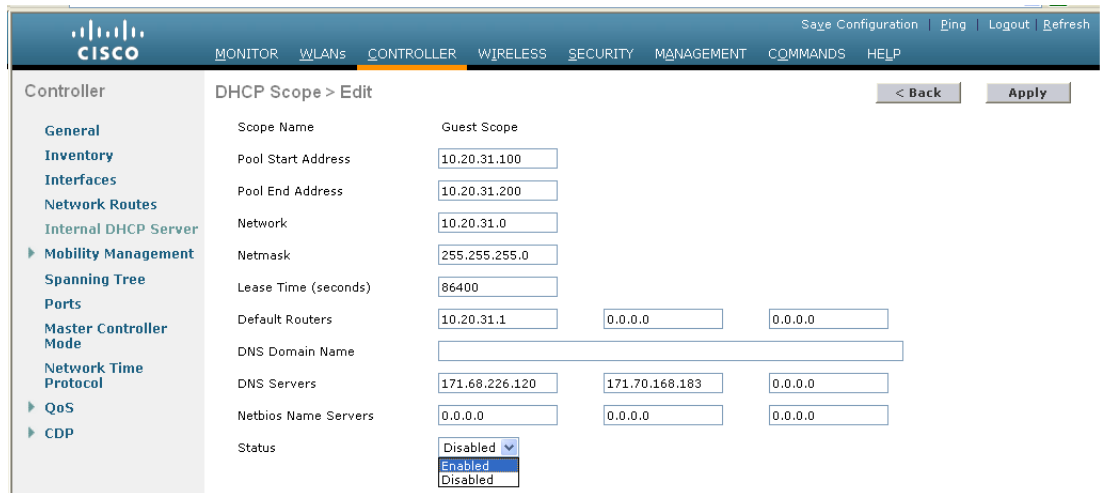 Save Configuration | Ping | Logout | Refresh
CISCO
MONITOR WLANs CONTROLLER WIRELESS SECURITY MANAGEMENT COMMANDS HELP
Controller
General
Inventory
Interfaces
Network Routes
Internal DHCP Server
Mobility Management
Spanning Tree
Ports
Master Controller
Mode
Network Time
Protocol
QoS
CDP
DHCP Scope > Edit
< Back Apply
Scope Name Guest Scope
Pool Start Address 10.20.31.100
Pool End Address 10.20.31.200
Network 10.20.31.0
Netmask 255.255.255.0
Lease Time (seconds) 86400
Default Routers 10.20.31.1 0.0.0.0 0.0.0.0
DNS Domain Name
DNS Servers 171.68.226.120 171.70.168.183 0.0.0.0
Netbios Name Servers 0.0.0.0 0.0.0.0 0.0.0.0
Status Disabled
Enabled
Disabled